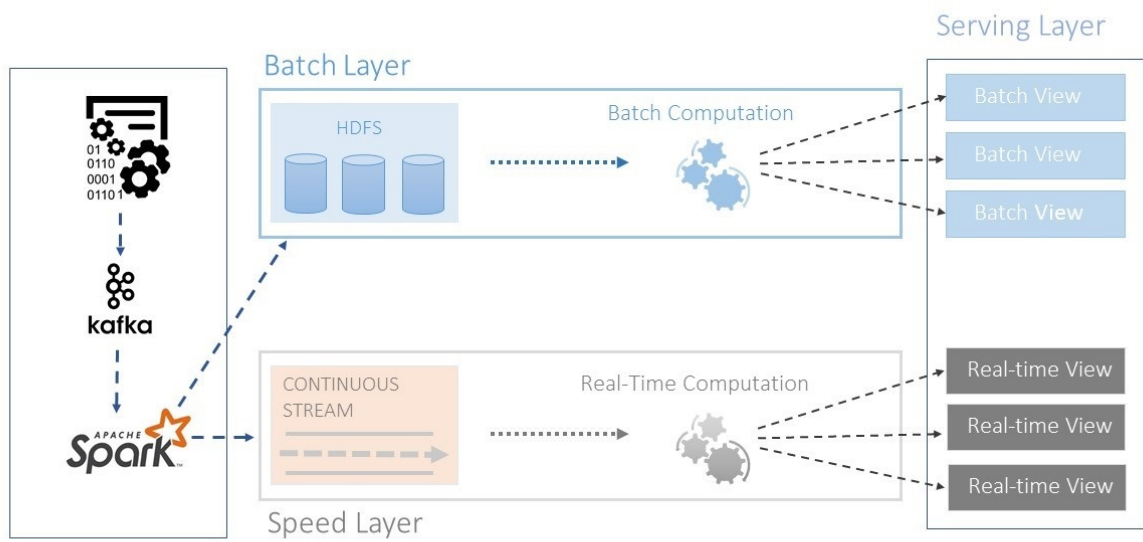 Serving Layer
Batch Layer
HDFS
Batch Computation
Batch View
Batch View
Batch View
01
0110
0001
01101
kafka
APACHE
Spark™
CONTINUOUS
STREAM
Real-Time Computation
Real-time View
Real-time View
Real-time View
Speed Layer